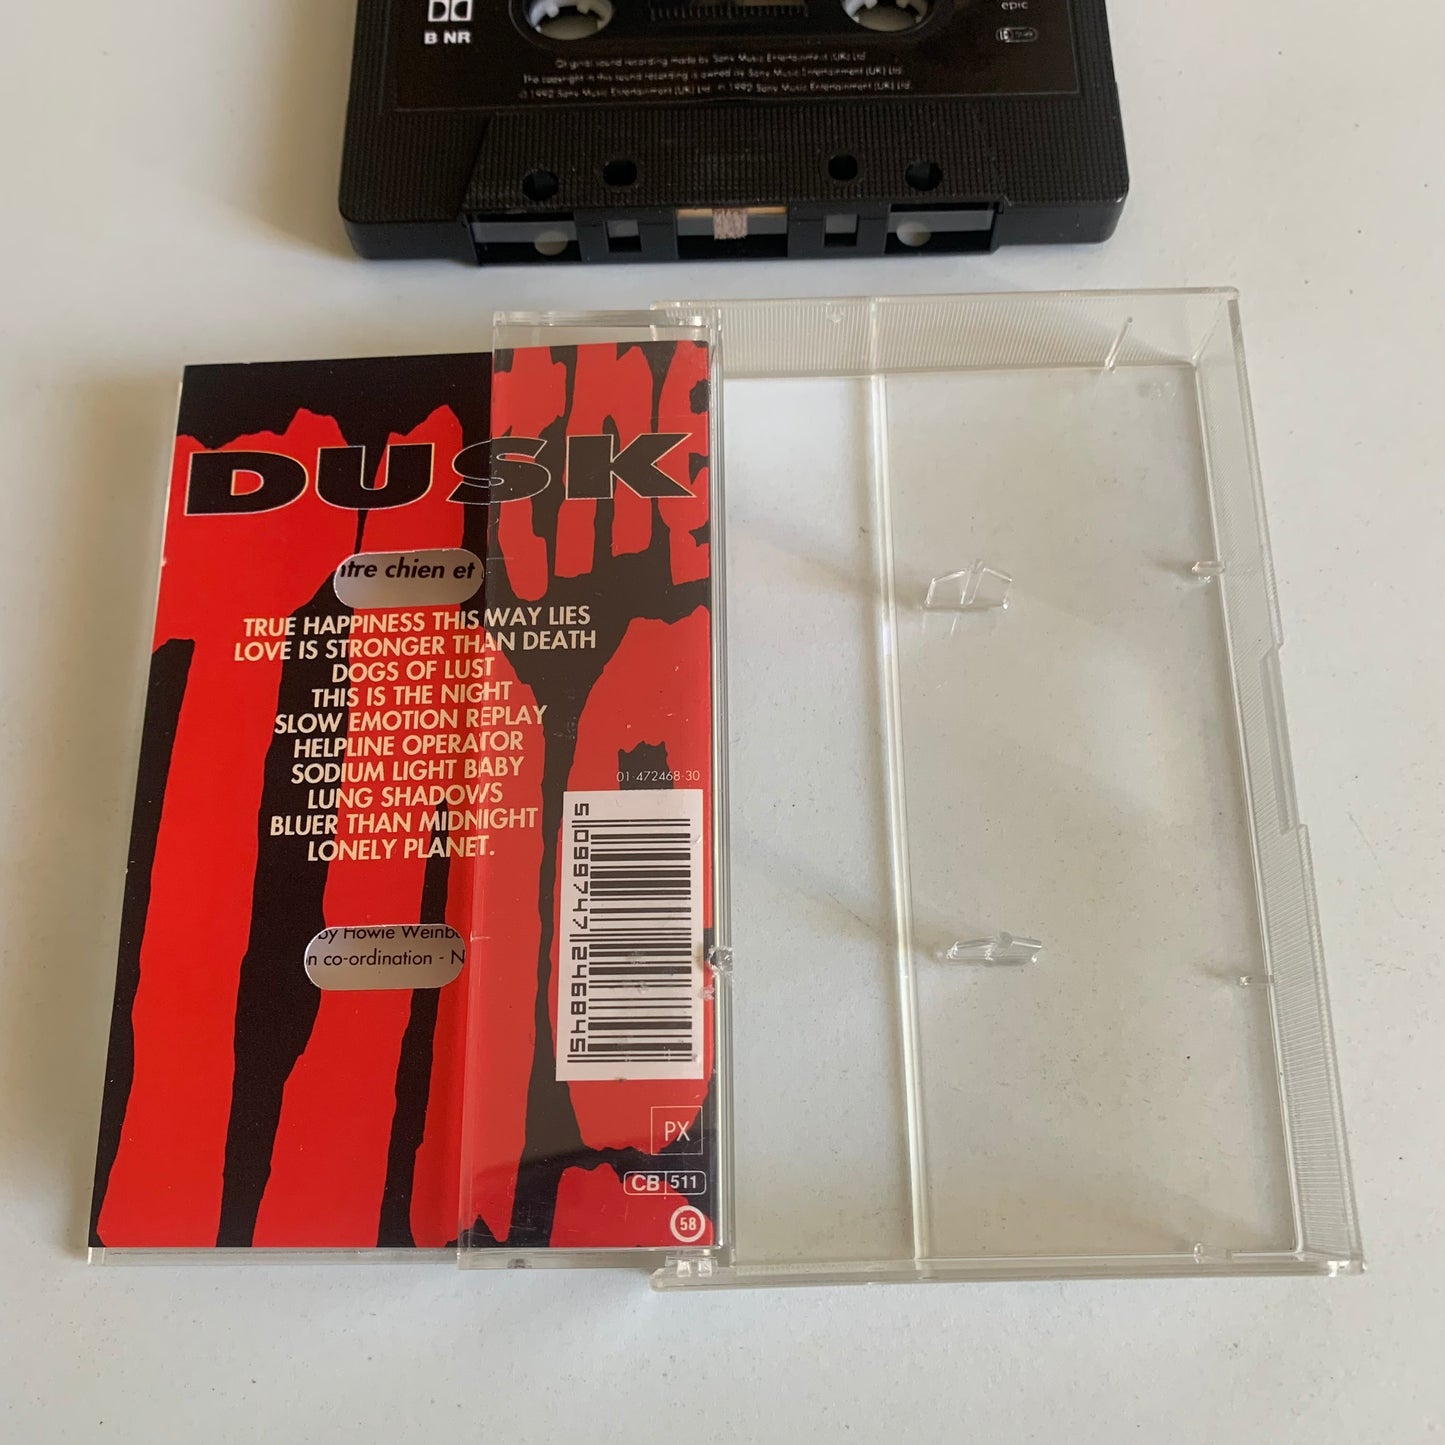 B NR
epic
Original sound recording made by Sony Music Entertainment (UK) Ltd
The copyright in this sound recording is owned by Sony Music Entertainment (UK) Ltd.
℗ 1992 Sony Music Entertainment (UK) Ltd. © 1992 Sony Music Entertainment (UK) Ltd.
DUSK
ntre chien et
TRUE HAPPINESS THIS WAY LIES
LOVE IS STRONGER THAN DEATH
DOGS OF LUST
THIS IS THE NIGHT
SLOW EMOTION REPLAY
HELPLINE OPERATOR
SODIUM LIGHT BABY
LUNG SHADOWS
BLUER THAN MIDNIGHT
LONELY PLANET.
01-472468-30
5 099747 246845
by Howie Weinb
n co-ordination - N
PX
CB 511
58